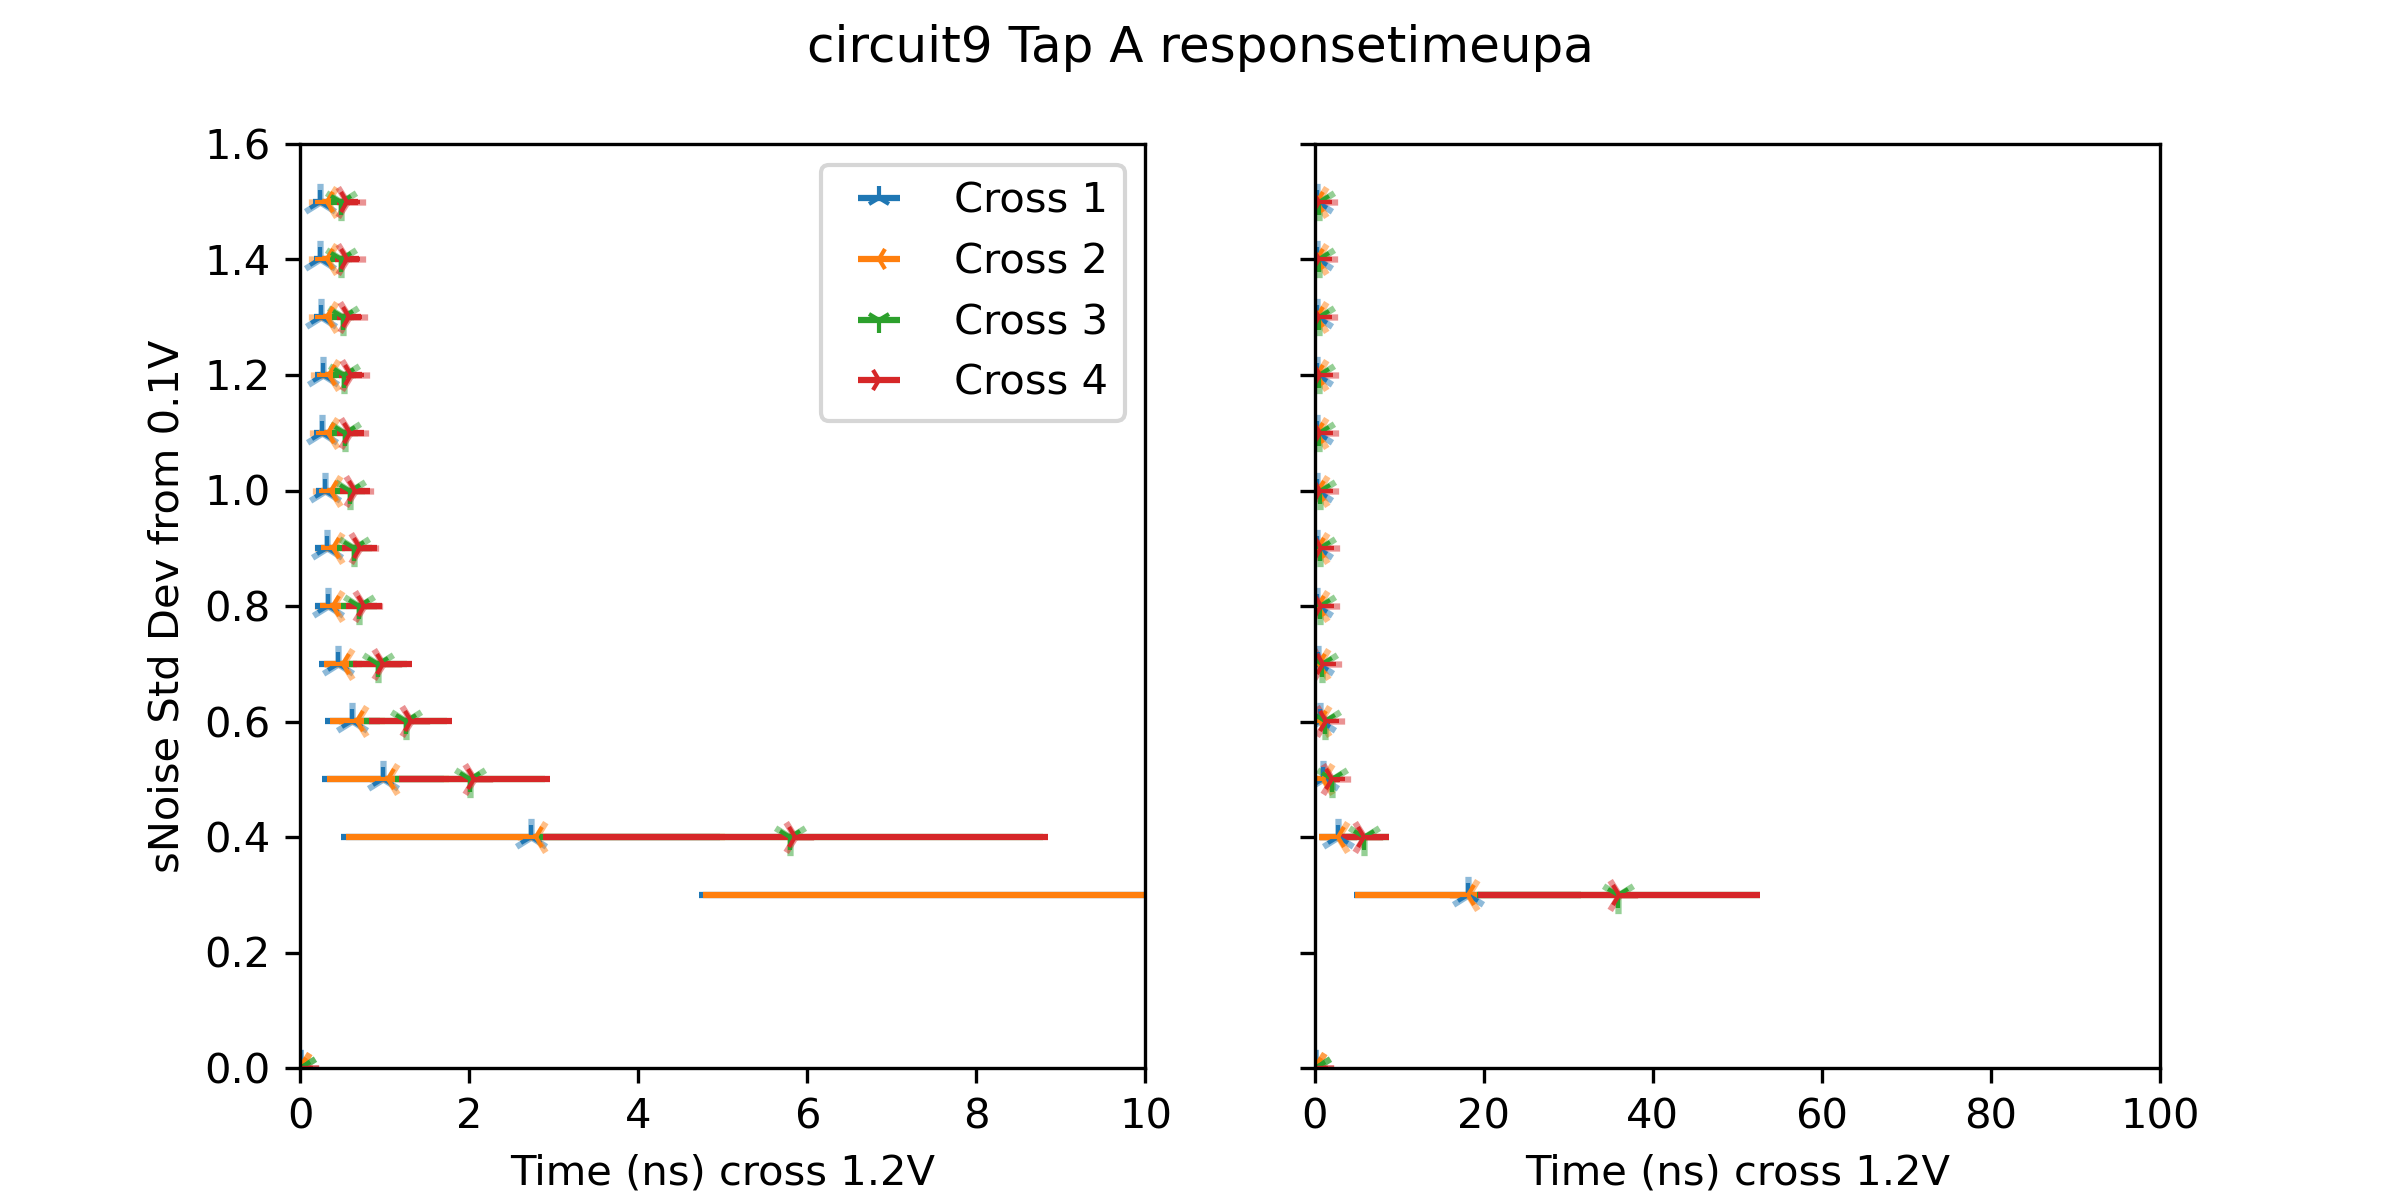 circuit9 Tap A responsetimeupa
sNoise Std Dev from 0.1V
1.6
1.4
1.2
1.0
0.8
0.6
0.4
0.2
0.0
Cross 1
Cross 2
Cross 3
Cross 4
0 2 4 6 8 10
Time (ns) cross 1.2V
0 20 40 60 80 100
Time (ns) cross 1.2V